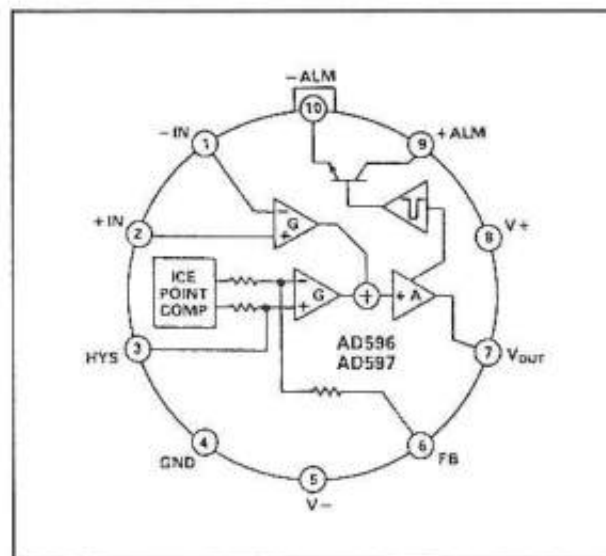 -ALM
10
-IN
1
9
+ALM
+IN
2
G
8
V+
ICE
POINT
COMP
G
+
A
AD596
AD597
HYS
3
7
VOUT
GND
4
6
FB
5
V-